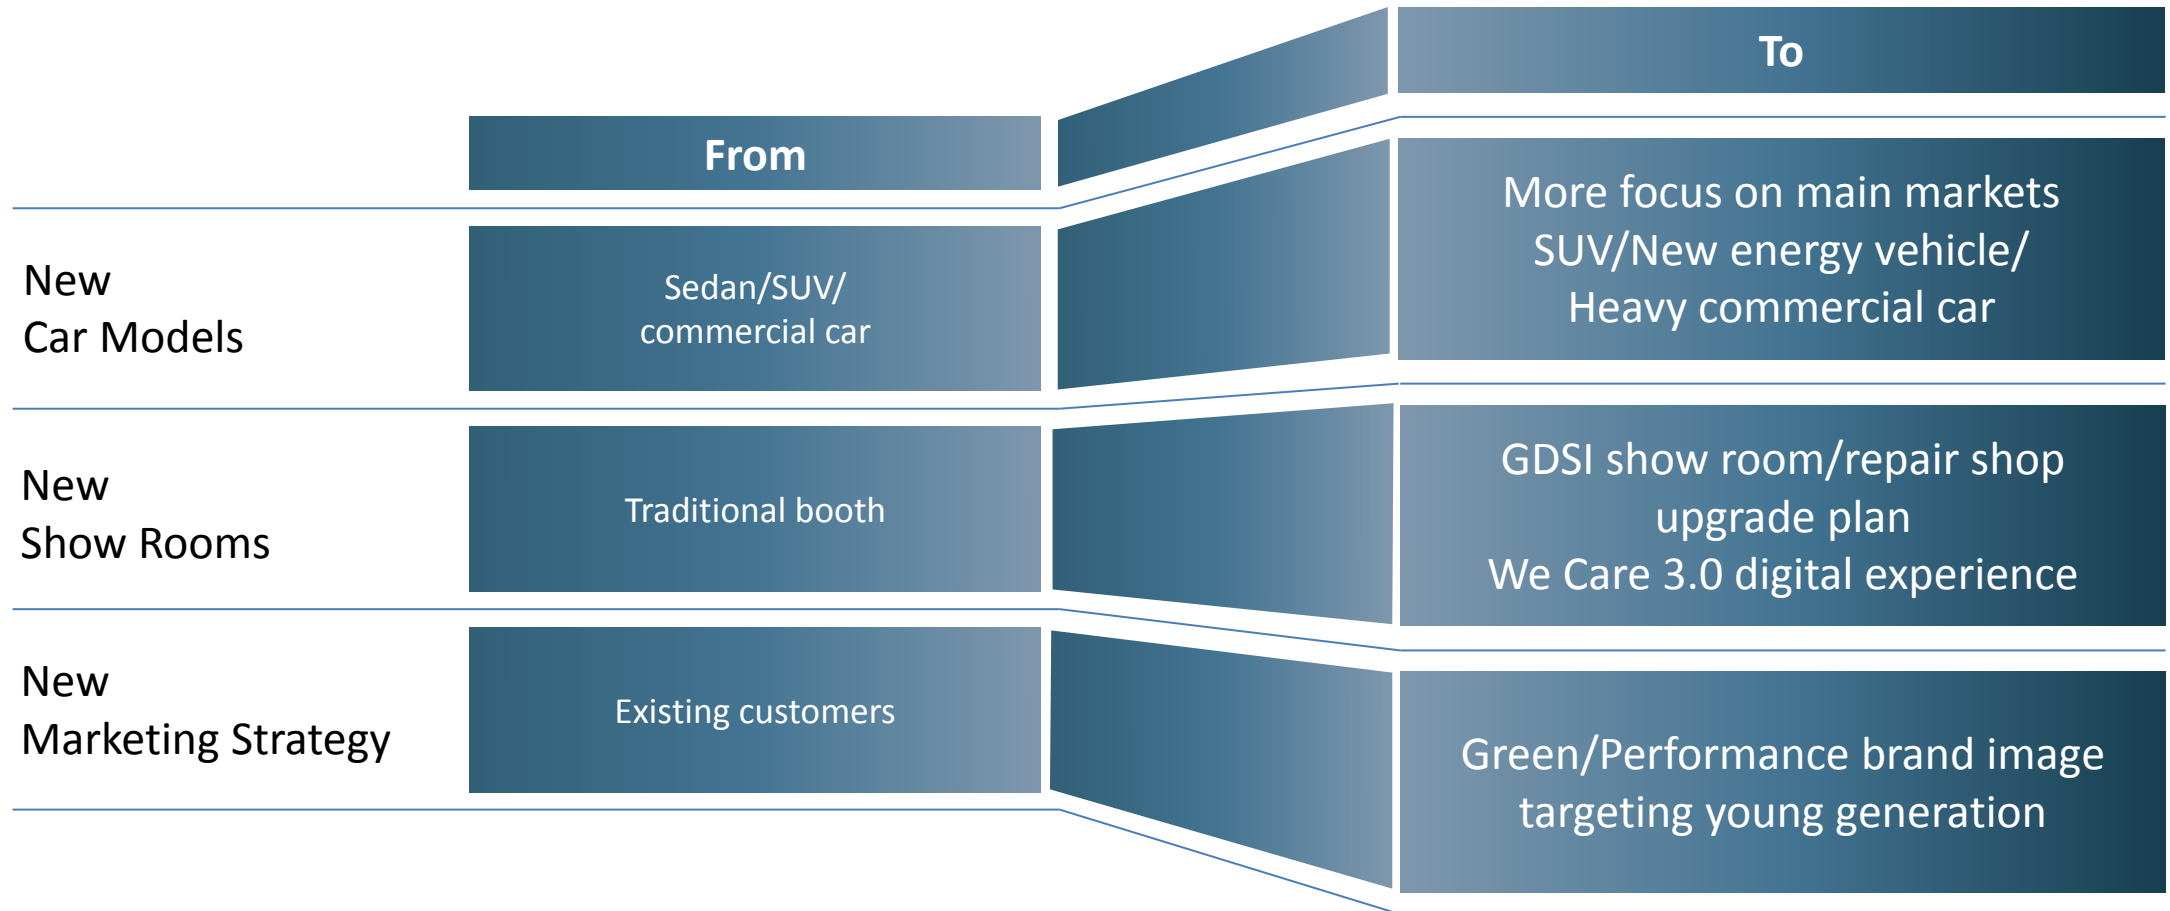 To
From
New
Car Models
Sedan/SUV/
commercial car
More focus on main markets
SUV/New energy vehicle/
Heavy commercial car
New
Show Rooms
Traditional booth
GDSI show room/repair shop
upgrade plan
We Care 3.0 digital experience
New
Marketing Strategy
Existing customers
Green/Performance brand image
targeting young generation